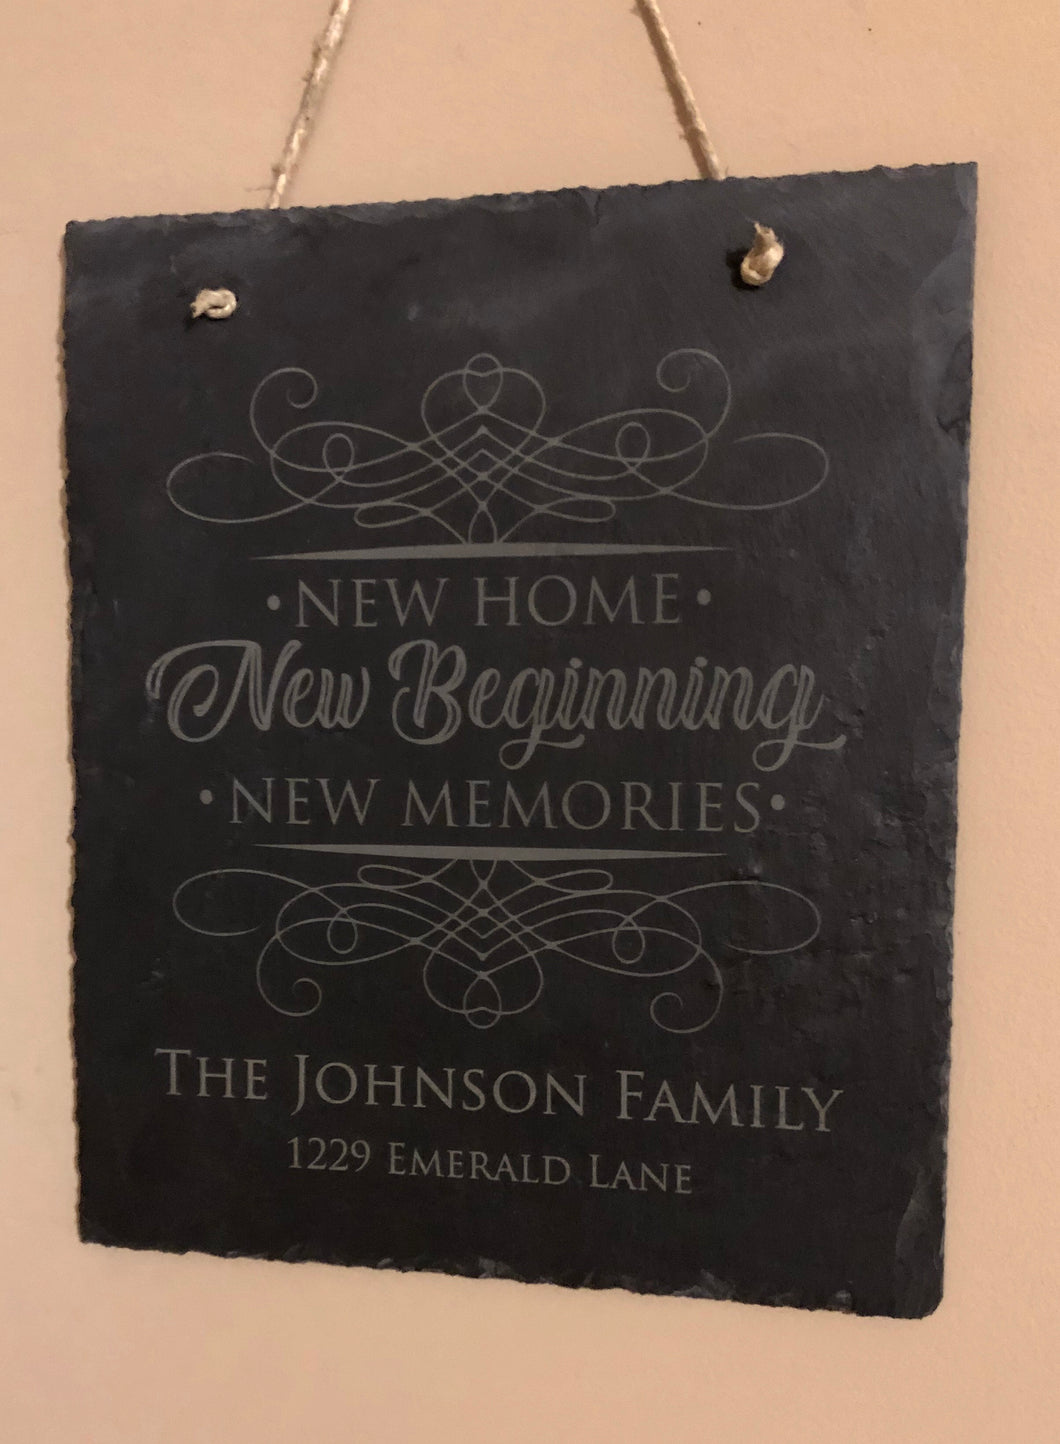 • NEW HOME •
New Beginning
• NEW MEMORIES •
THE JOHNSON FAMILY
1229 EMERALD LANE